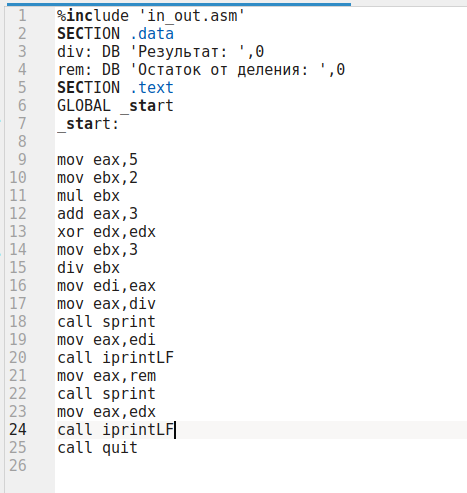 1 %include 'in_out.asm'
2 SECTION .data
3 div: DB 'Результат: ',0
4 rem: DB 'Остаток от деления: ',0
5 SECTION .text
6 GLOBAL _start
7 _start:
8
9 mov eax,5
10 mov ebx,2
11 mul ebx
12 add eax,3
13 xor edx,edx
14 mov ebx,3
15 div ebx
16 mov edi,eax
17 mov eax,div
18 call sprint
19 mov eax,edi
20 call iprintLF
21 mov eax,rem
22 call sprint
23 mov eax,edx
24 call iprintLF
25 call quit
26